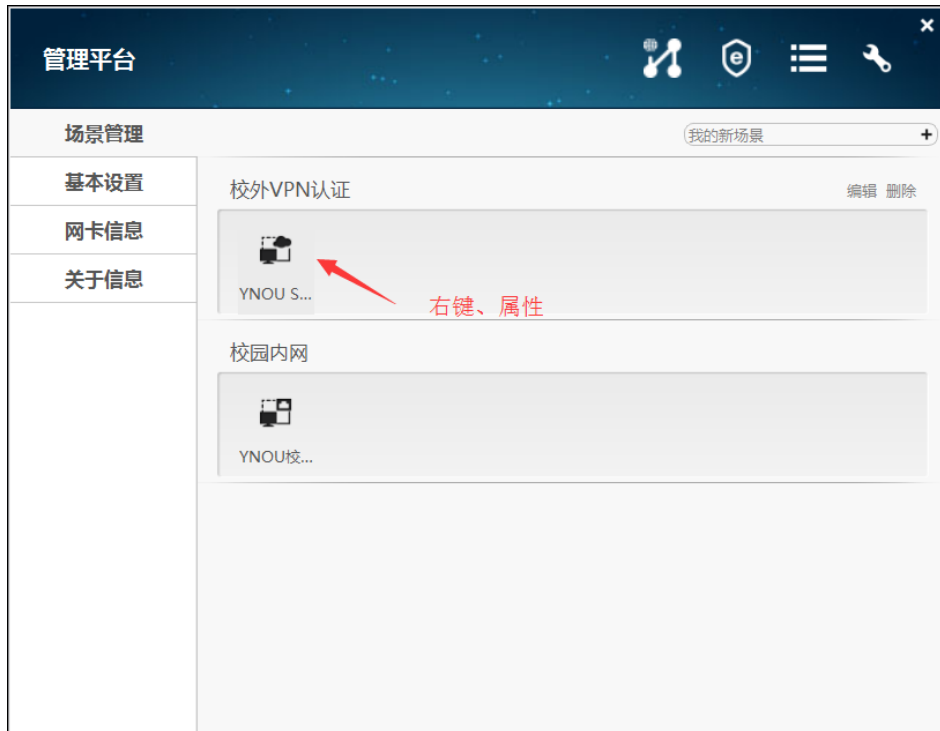 管理平台
场景管理
我的新场景
基本设置
网卡信息
关于信息
校外VPN认证
编辑 删除
YNOU S...
右键、属性
校园内网
YNOU校...